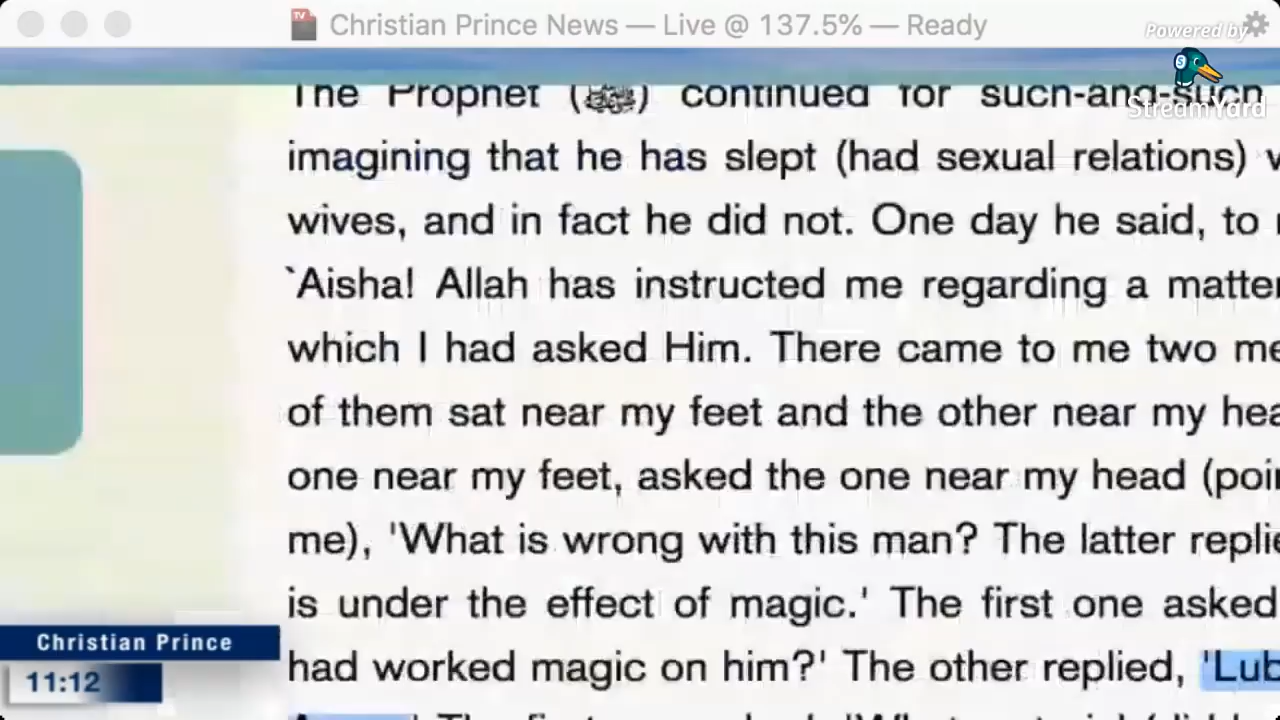 Christian Prince News — Live @ 137.5% — Ready
Powered by
StreamYard
The Prophet (ﷺ) continued for such-and-such
imagining that he has slept (had sexual relations)
wives, and in fact he did not. One day he said, to
`Aisha! Allah has instructed me regarding a matter
which I had asked Him. There came to me two
of them sat near my feet and the other near my
one near my feet, asked the one near my head
me), 'What is wrong with this man? The latter
is under the effect of magic.' The first one asked
had worked magic on him?' The other replied, 'Lub
Christian Prince
11:12